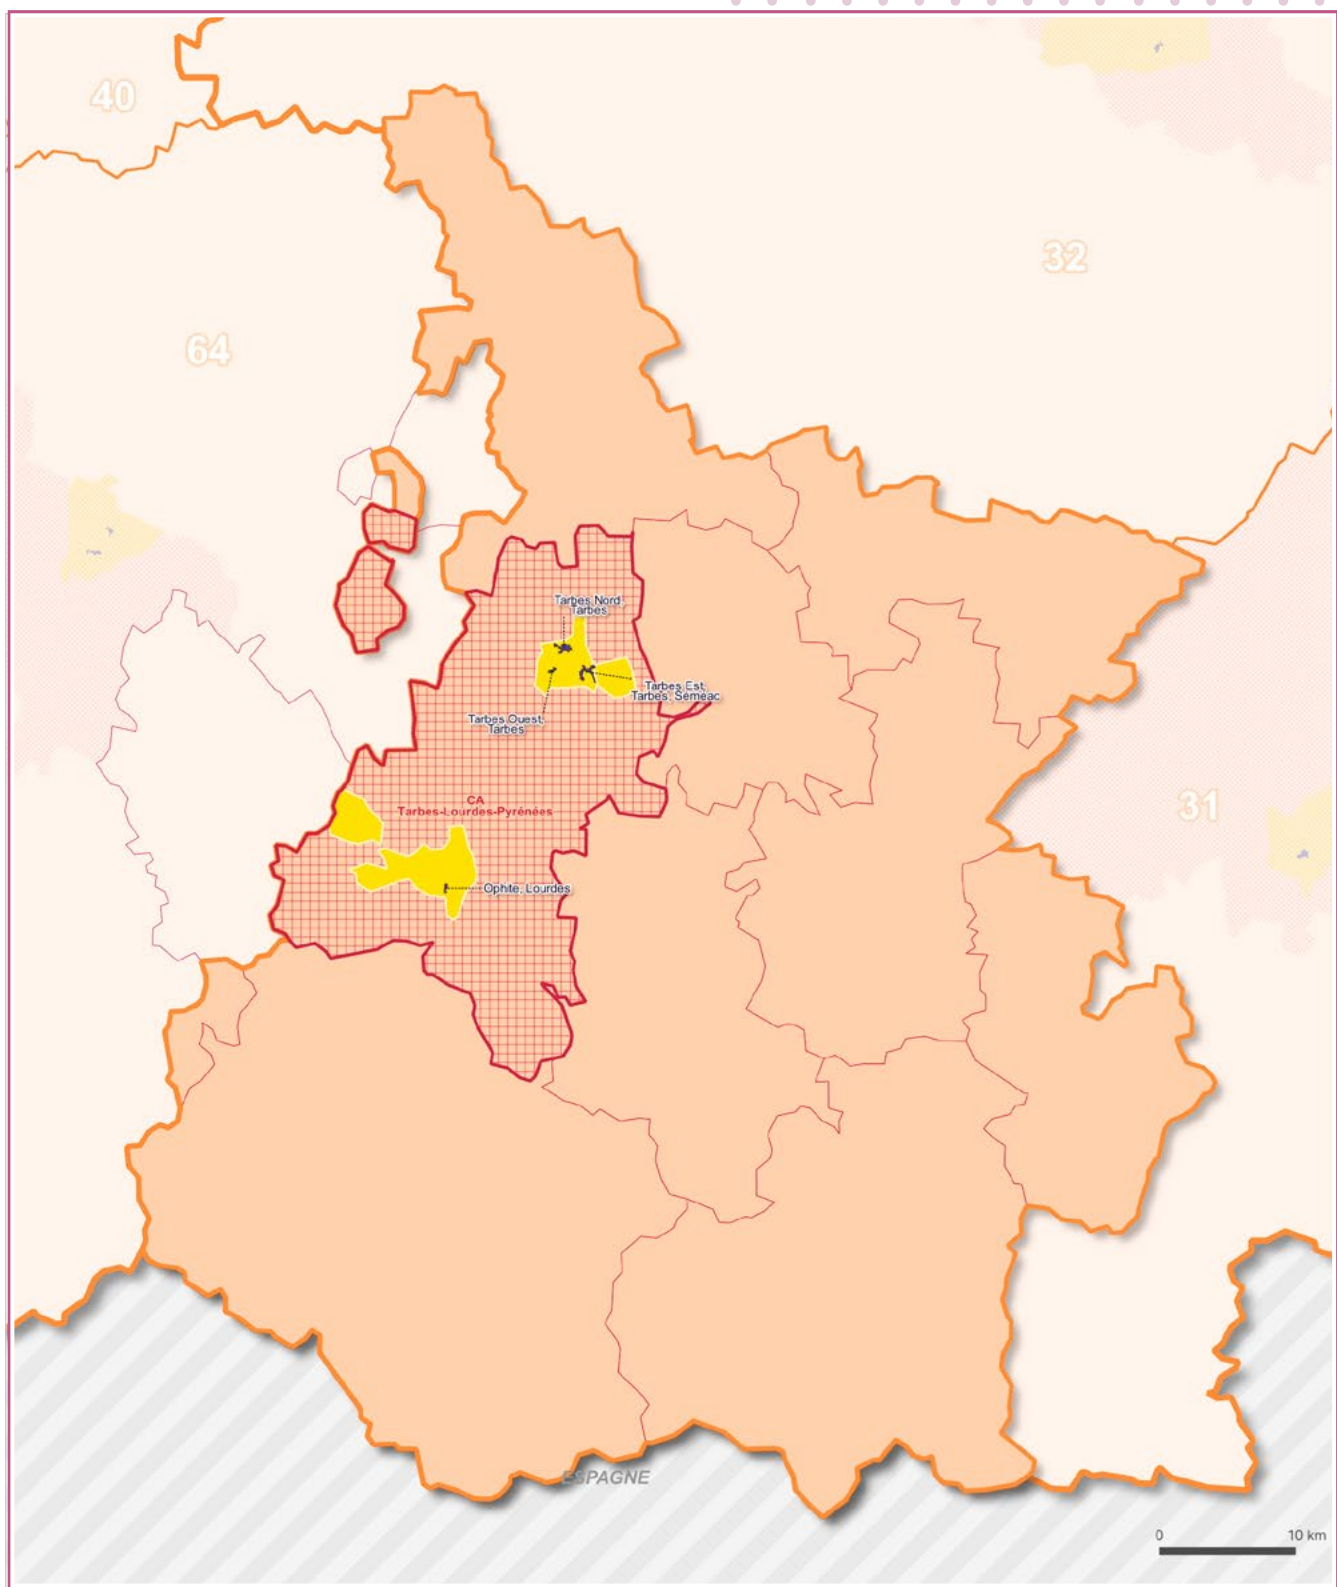 40
32
64
Tarbes Nord,
Tarbes
Tarbes Est,
Tarbes, Séméac
Tarbes Ouest,
Tarbes
CA
Tarbes-Lourdes-Pyrénées
31
Ophite, Lourdes
ESPAGNE
0 10 km